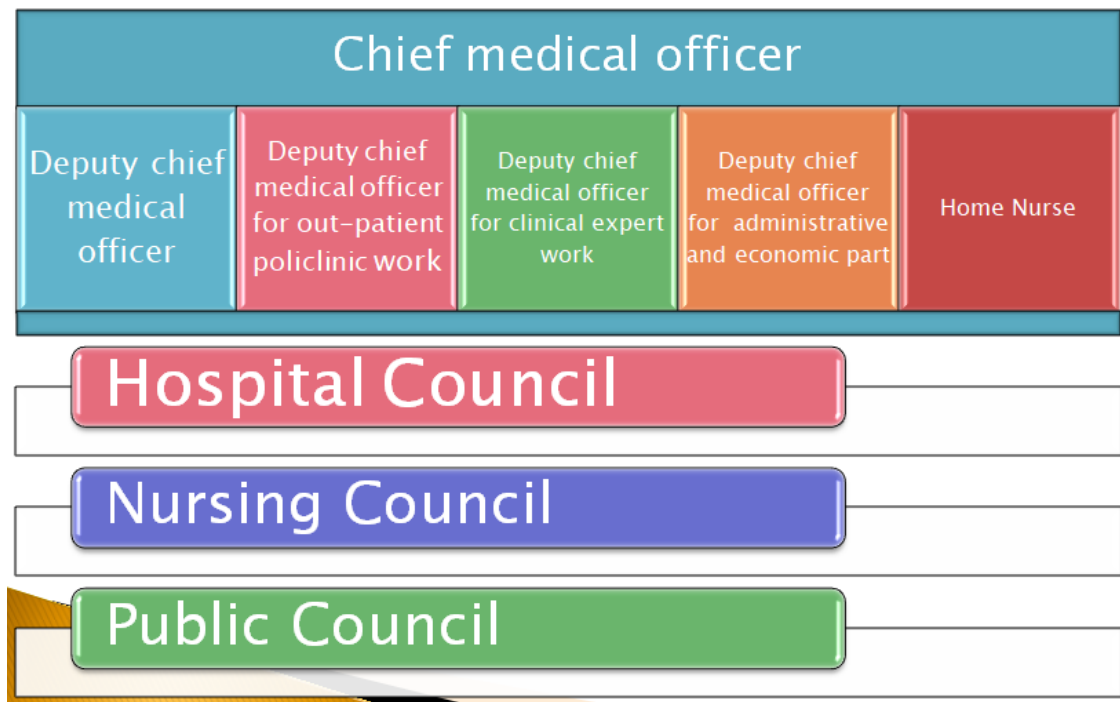 Chief medical officer
Deputy chief
medical
officer
Deputy chief
medical officer
for out-patient
policlinic work
Deputy chief
medical officer
for clinical expert
work
Deputy chief
medical officer
for administrative
and economic part
Home Nurse
Hospital Council
Nursing Council
Public Council